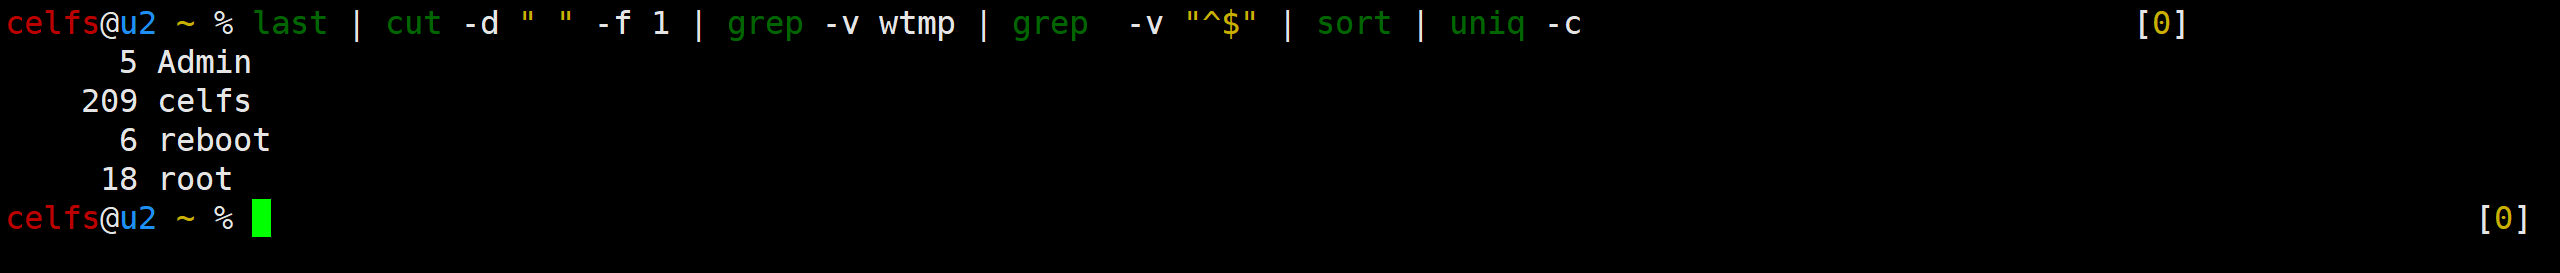 celfs@u2 ~ % last | cut -d " " -f 1 | grep -v wtmp | grep  -v "^$" | sort | uniq -c [0]
5 Admin
209 celfs
6 reboot
18 root
celfs@u2 ~ % [0]